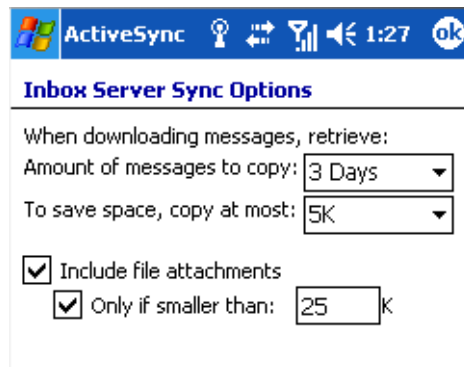 ActiveSync 1:27 ok
Inbox Server Sync Options
When downloading messages, retrieve:
Amount of messages to copy: 3 Days
To save space, copy at most: 5K
Include file attachments
Only if smaller than: 25 K